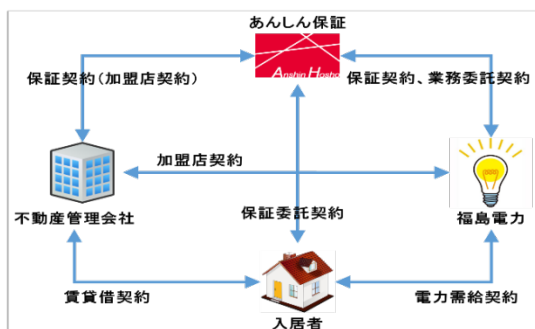 あんしん保証
Anshin Hosho
保証契約(加盟店契約)
保証契約、業務委託契約
加盟店契約
不動産管理会社
保証委託契約
福島電力
賃貸借契約
電力需給契約
入居者